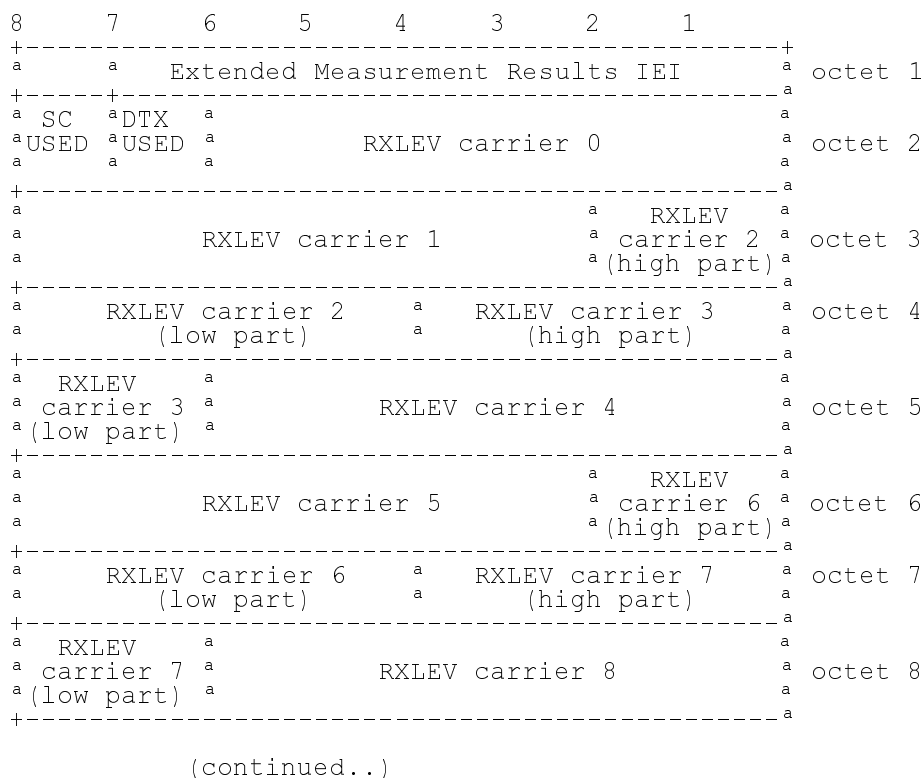 8 7 6 5 4 3 2 1
+-------------------------------+
a a Extended Measurement Results IEI a octet 1
a
+---+---------------------------
a SC a DTX a a
a USED a USED a RXLEV carrier 0 a octet 2
a a a a
+-------------------------------a
a a RXLEV a
a RXLEV carrier 1 a carrier 2 a octet 3
a a (high part) a
+-------------------------------a
a RXLEV carrier 2 a RXLEV carrier 3 a octet 4
a (low part) a (high part) a
+-------------------------------a
a RXLEV a a
a carrier 3 a RXLEV carrier 4 a octet 5
a (low part) a a
+-------------------------------a
a a RXLEV a
a RXLEV carrier 5 a carrier 6 a octet 6
a a (high part) a
+-------------------------------a
a RXLEV carrier 6 a RXLEV carrier 7 a octet 7
a (low part) a (high part) a
+-------------------------------a
a RXLEV a a
a carrier 7 a RXLEV carrier 8 a octet 8
a (low part) a a
+-------------------------------a
(continued..)